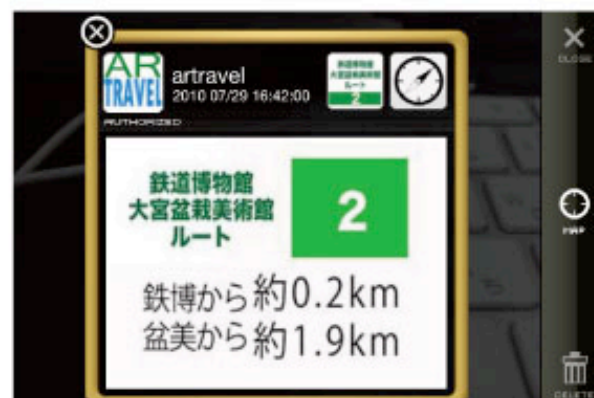 AR
TRAVEL
artravel
2010 07/29 16:42:00
AUTHORIZED
鉄道博物館
大宮盆栽美術館
ルート
2
CLOSE
鉄道博物館
大宮盆栽美術館
ルート
2
鉄博から約0.2km
盆美から約1.9km
MAP
DELETE